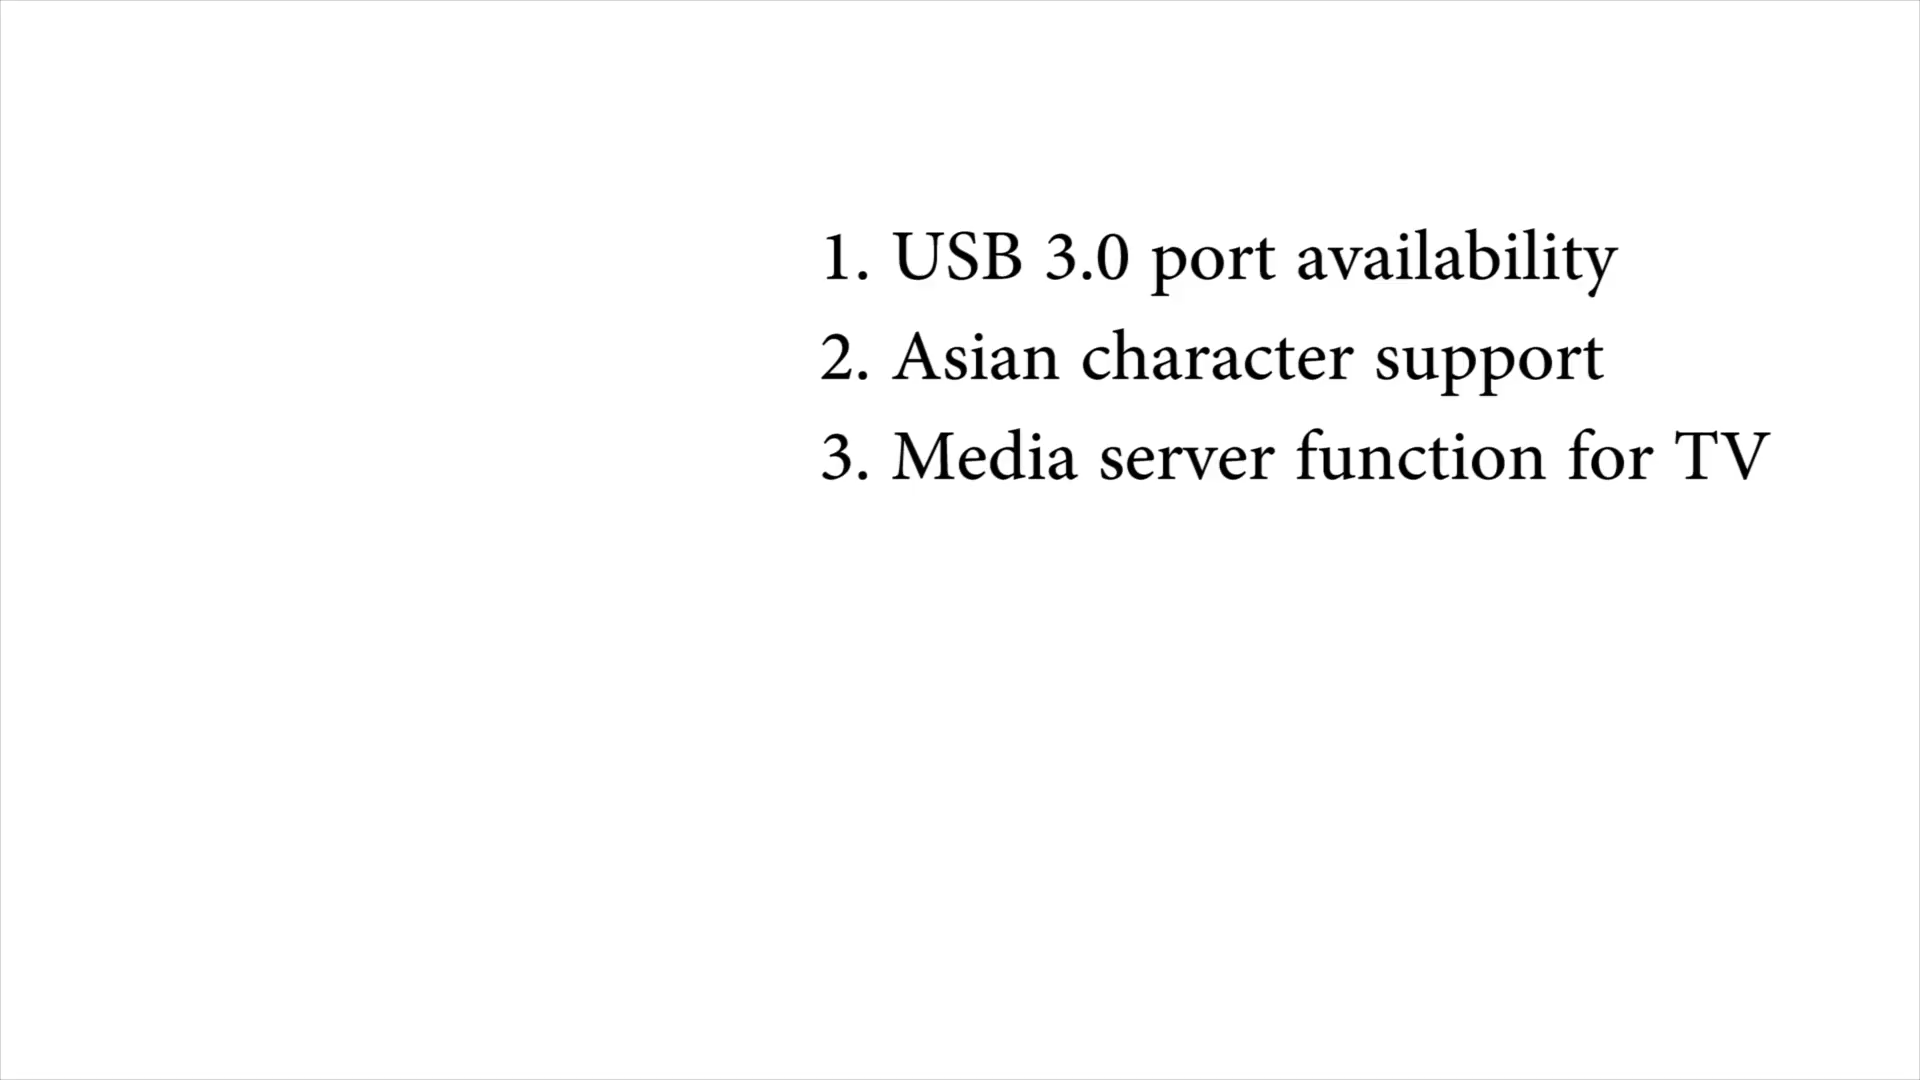 1. USB 3.0 port availability
2. Asian character support
3. Media server function for TV